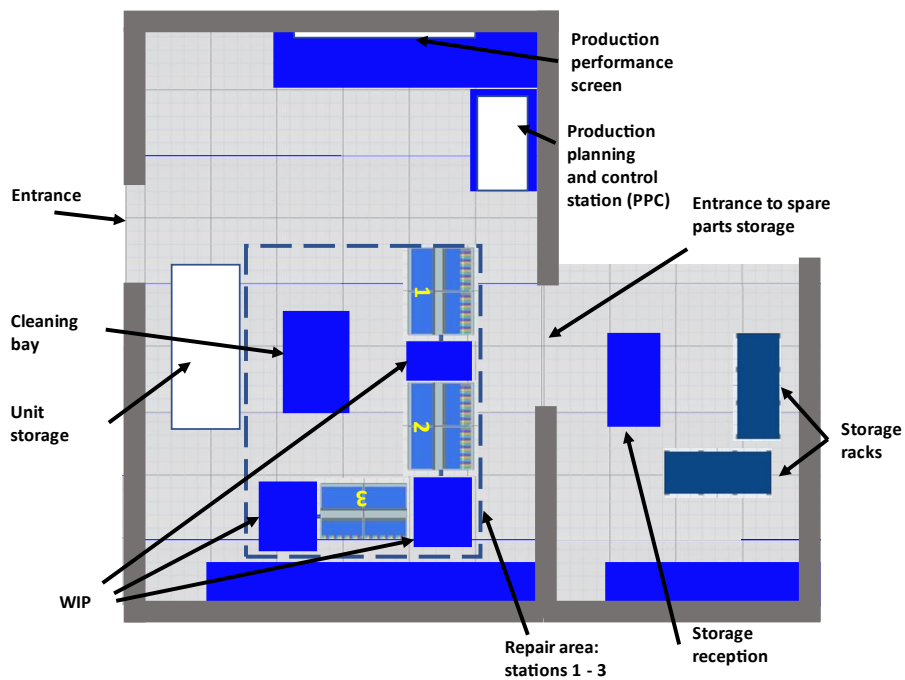 Production
performance
screen
Production
planning
and control
station (PPC)
Entrance
Entrance to spare
parts storage
1
Cleaning
bay
2
Unit
storage
Storage
racks
3
WIP
Repair area:
stations 1 - 3
Storage
reception